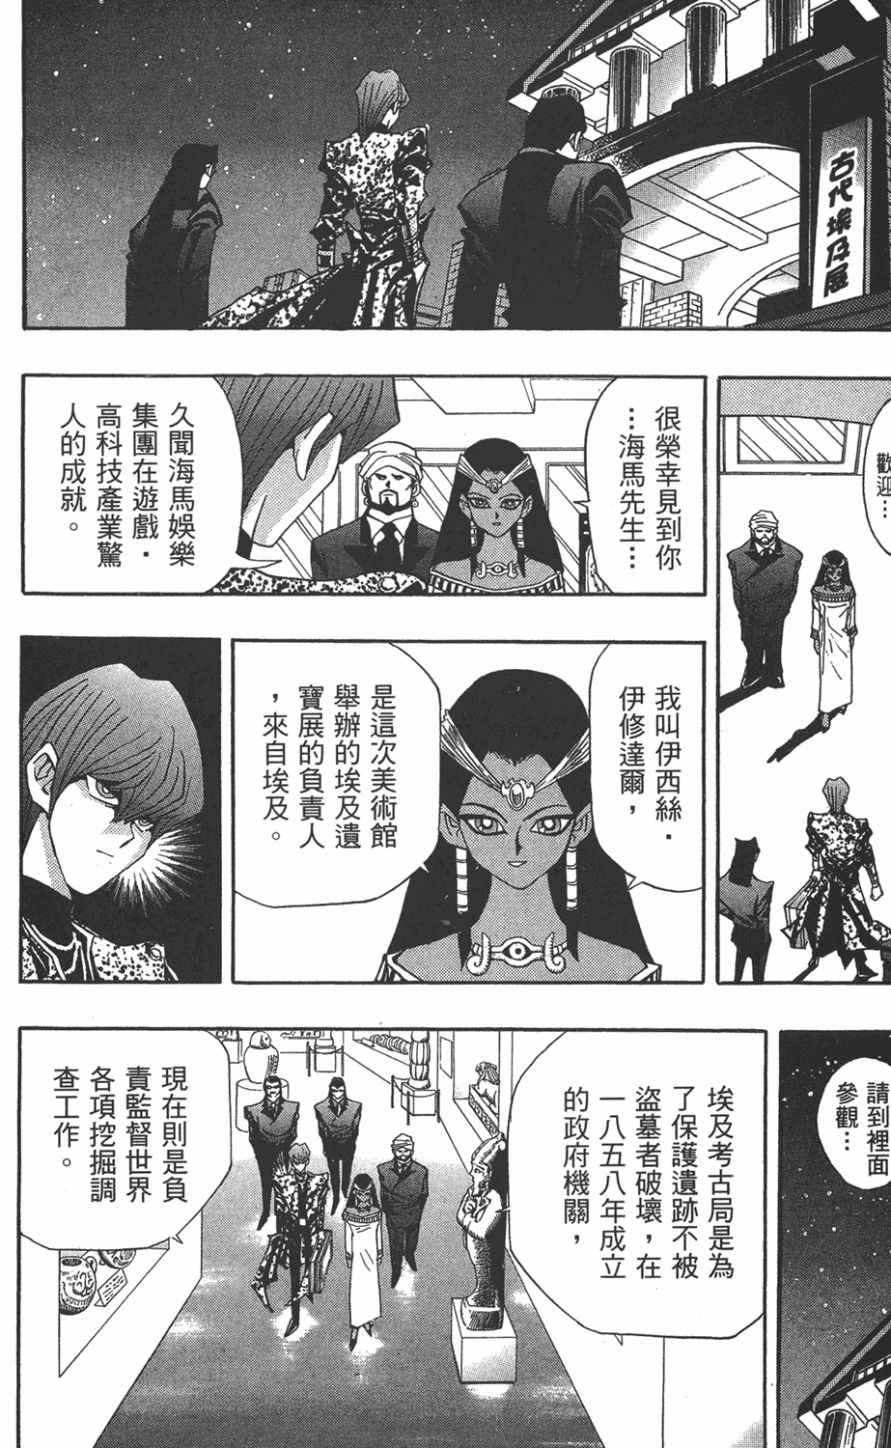 古代埃及展
歡迎…
很榮幸見到你
…海馬先生…
久聞海馬娛樂
集團在遊戲·
高科技產業驚
人的成就。
我叫伊西絲·
伊修達爾，
是這次美術館
舉辦的埃及遺
寶展的負責人
，來自埃及。
請到裡面
參觀…
埃及考古局是為
了保護遺跡不被
盜墓者破壞，在
一八五八年成立
的政府機關，
現在則是負
責監督世界
各項挖掘調
查工作。